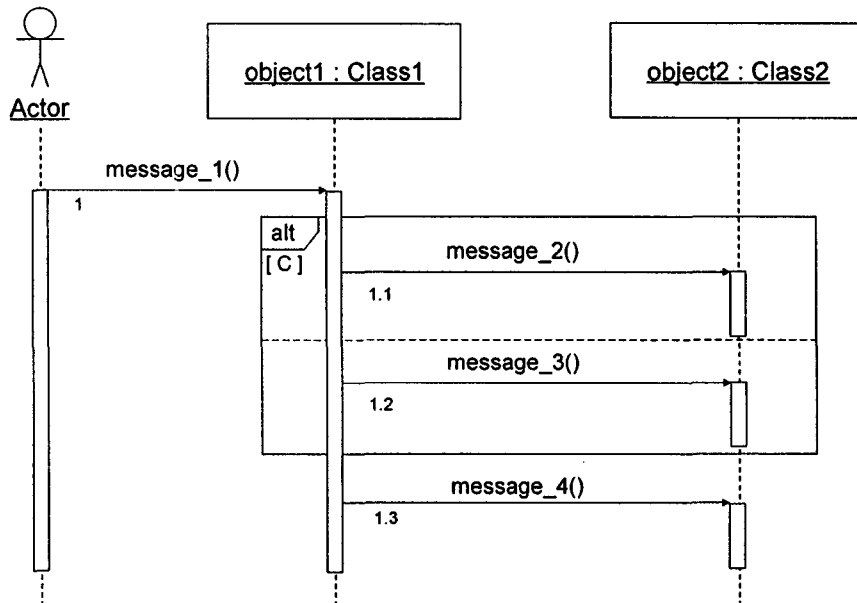 Actor
object1 : Class1
object2 : Class2
message_1()
1
alt
[ C ]
message_2()
1.1
message_3()
1.2
message_4()
1.3